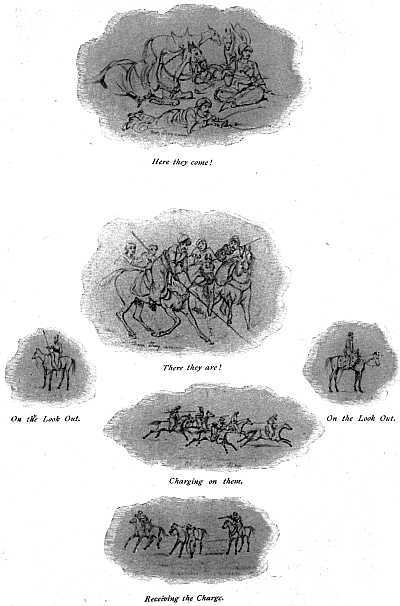 Here they come!
There they are!
On the Look Out.
On the Look Out.
Charging on them.
Receiving the Charge.